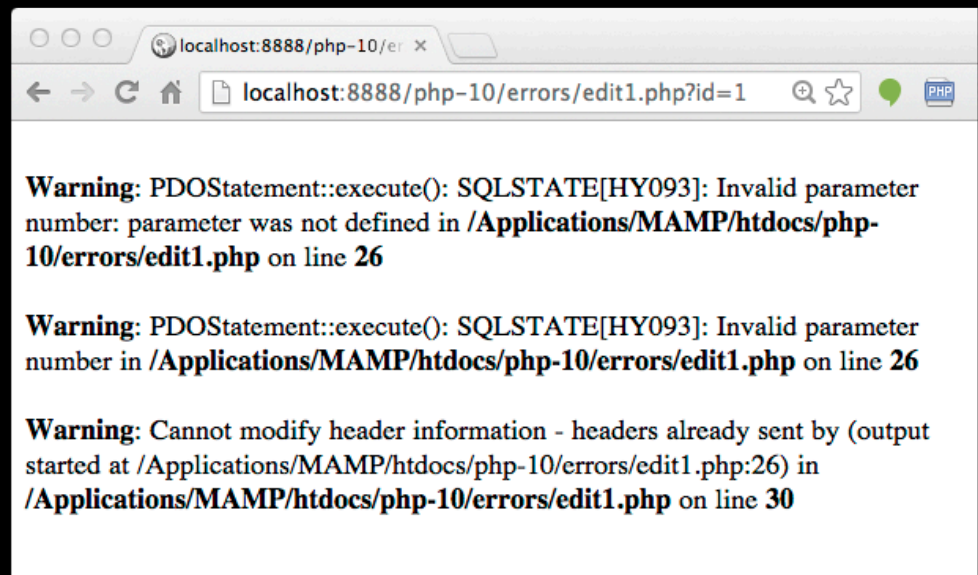 localhost:8888/php-10/er
localhost:8888/php-10/errors/edit1.php?id=1
PHP
Warning: PDOStatement::execute(): SQLSTATE[HY093]: Invalid parameter
number: parameter was not defined in /Applications/MAMP/htdocs/php-
10/errors/edit1.php on line 26
Warning: PDOStatement::execute(): SQLSTATE[HY093]: Invalid parameter
number in /Applications/MAMP/htdocs/php-10/errors/edit1.php on line 26
Warning: Cannot modify header information - headers already sent by (output
started at /Applications/MAMP/htdocs/php-10/errors/edit1.php:26) in
/Applications/MAMP/htdocs/php-10/errors/edit1.php on line 30